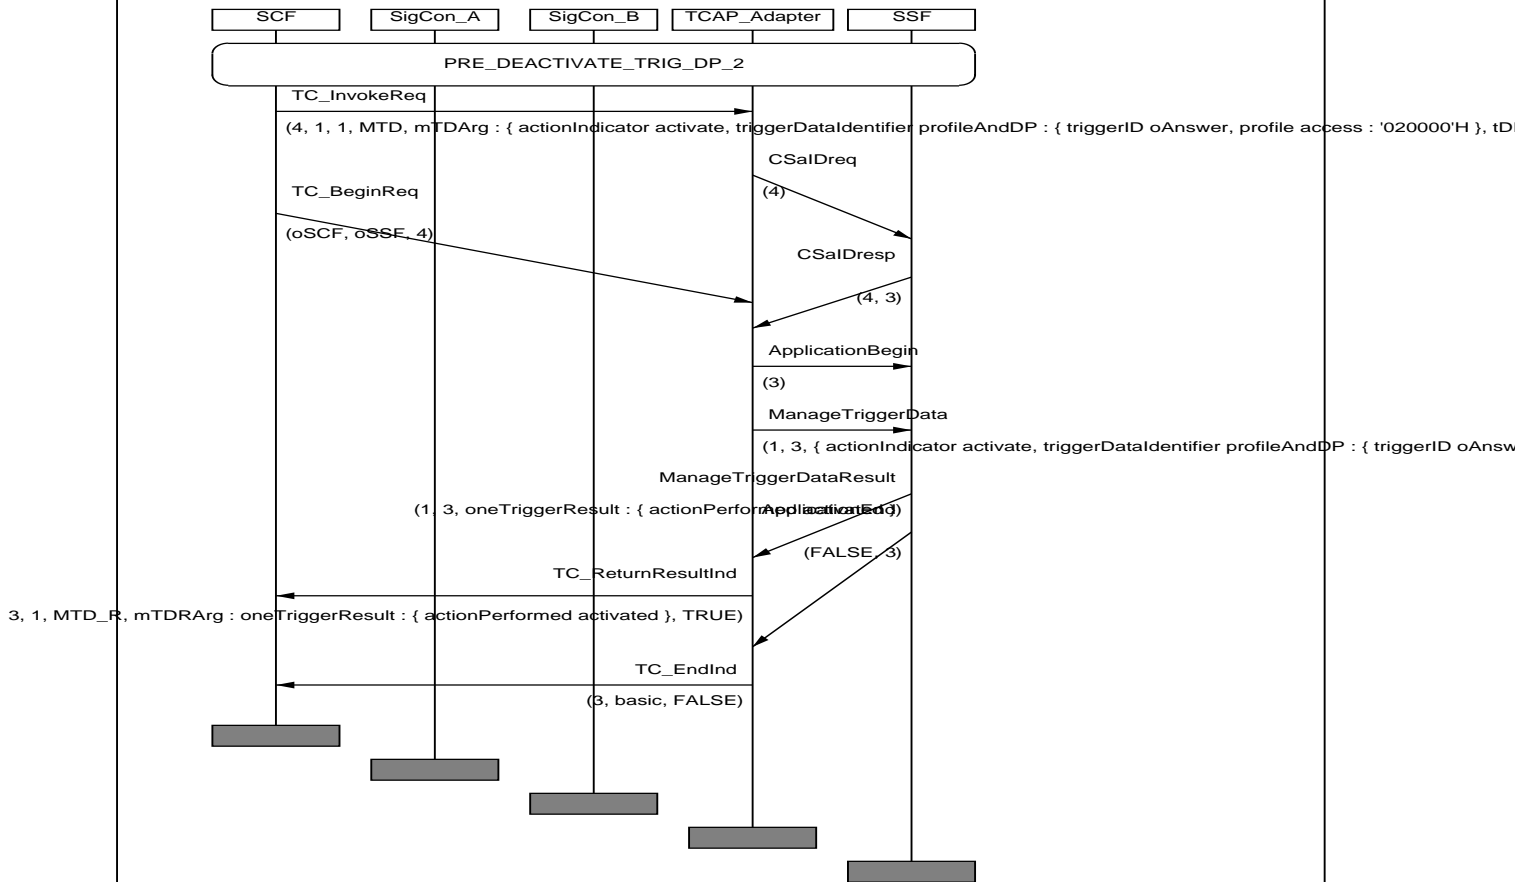 SCF SigCon_A SigCon_B TCAP_Adapter SSF
PRE_DEACTIVATE_TRIG_DP_2
TC_InvokeReq
(4, 1, 1, MTD, mTDArg : { actionIndicator activate, triggerDataIdentifier profileAndDP : { triggerID oAnswer, profile access : '020000'H },
CSaIDreq
TC_BeginReq
(4)
(oSCF, oSSF, 4)
CSaIDresp
(4, 3)
ApplicationBegin
(3)
ManageTriggerData
(1, 3, { actionIndicator activate, triggerDataIdentifier profileAndDP : { triggerID
ManageTriggerDataResult
(1, 3, oneTriggerResult : { actionPerformed activated })
ApplicationEnd
(FALSE, 3)
TC_ReturnResultInd
3, 1, MTD_R, mTDRArg : oneTriggerResult : { actionPerformed activated }, TRUE)
TC_EndInd
(3, basic, FALSE)